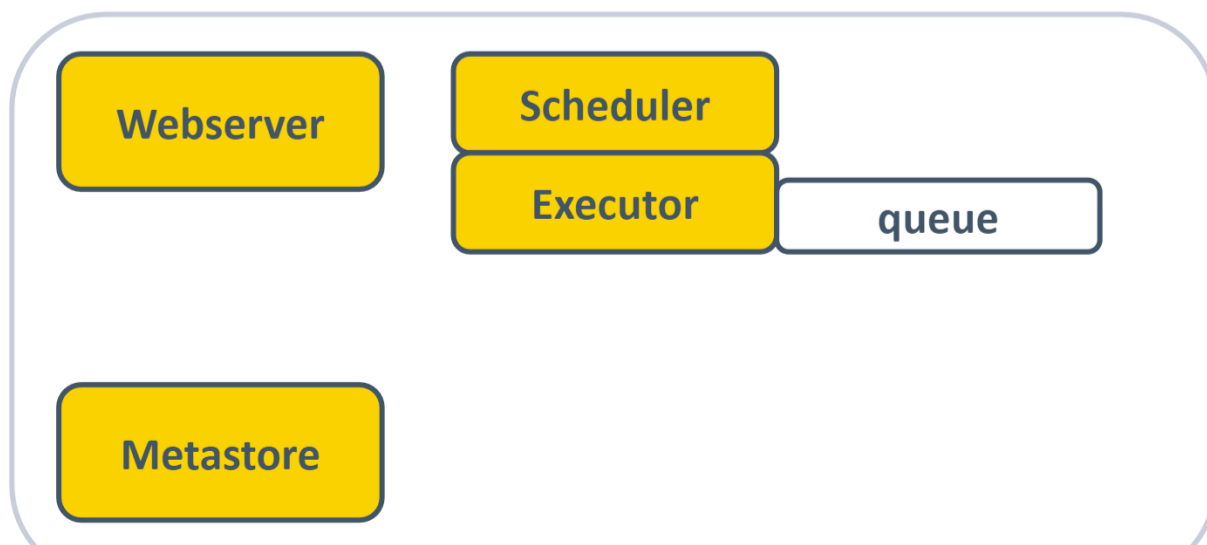 Webserver
Scheduler
Executor
queue
Metastore